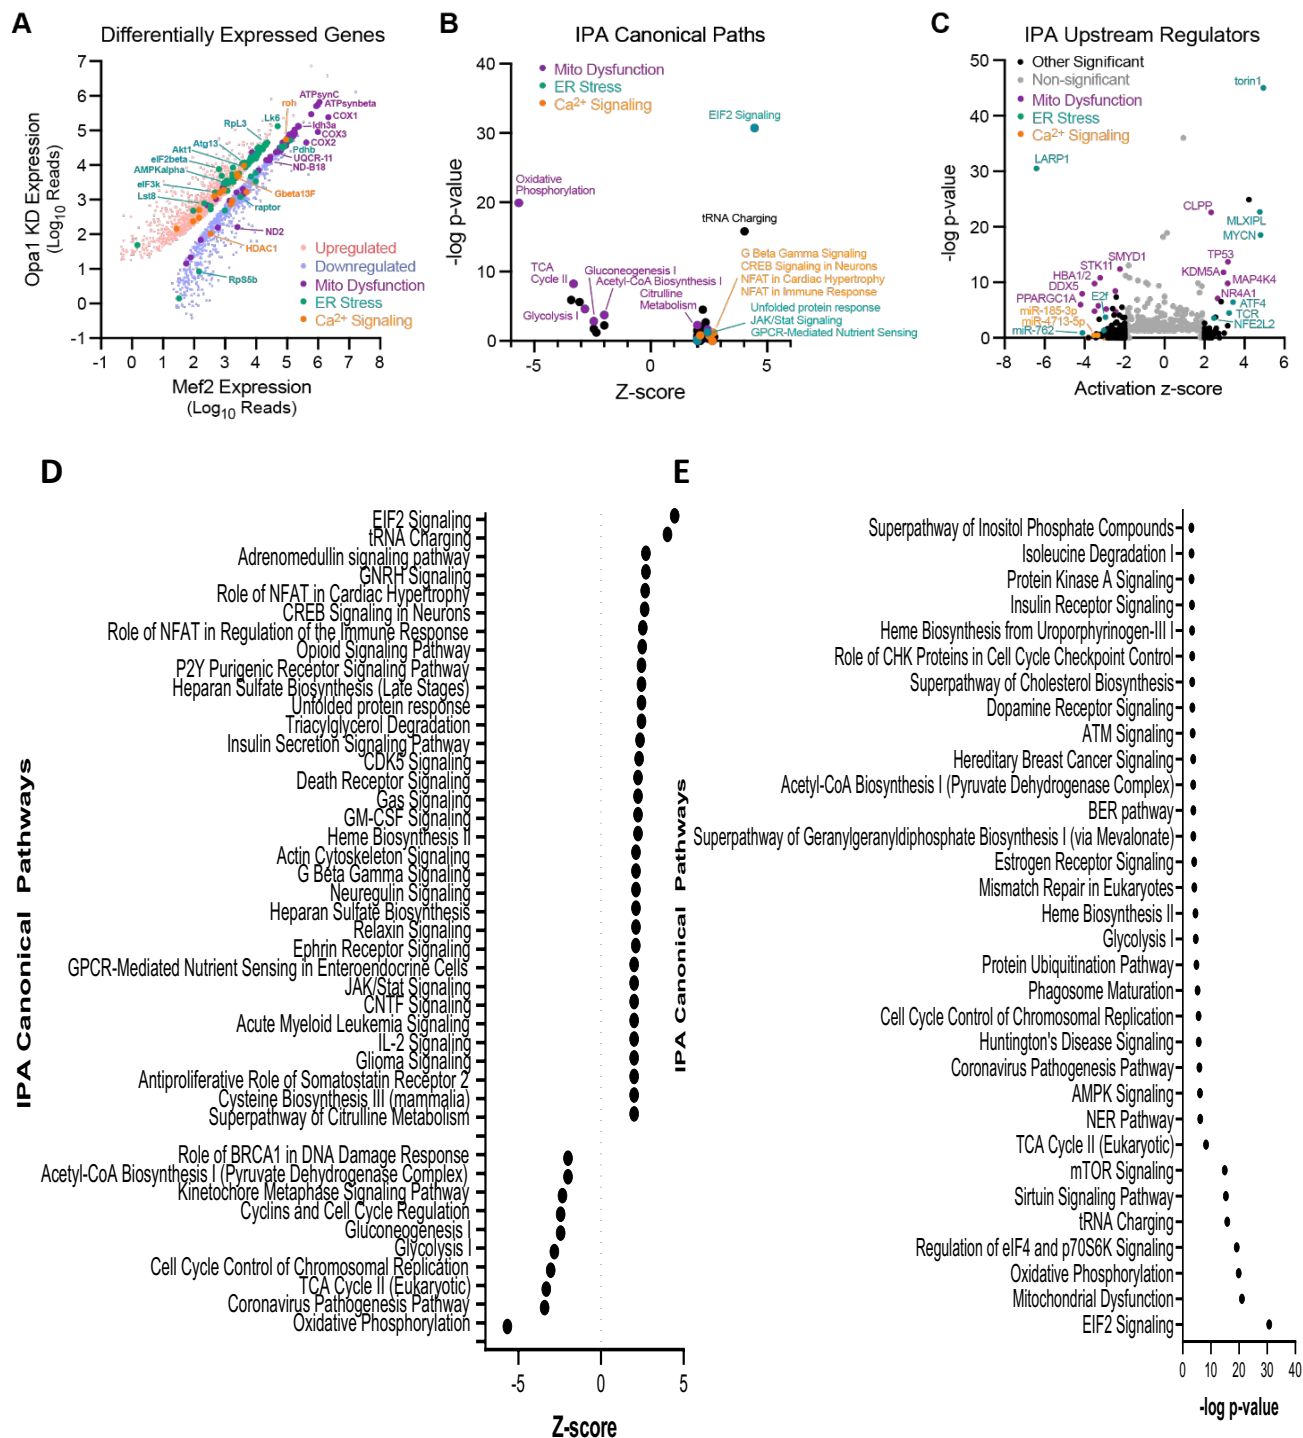 A
Differentially Expressed Genes
Opa1 KD Expression
(Log10 Reads)
7
6
5
4
3
2
1
0
-1
-1 0 1 2 3 4 5 6 7 8
Mef2 Expression
(Log10 Reads)
ATPsynC
ATPsynbeta
roh
COX1
Lk6
Idh3a
RpL3
COX3
COX2
Atg13
Akt1
Pdhb
eIF2beta
UQCR-11
AMPKalpha
ND-B18
eIF3k
Gbeta13F
Lst8
raptor
ND2
HDAC1
RpS5b
Upregulated
Downregulated
Mito Dysfunction
ER Stress
Ca2+ Signaling
B
IPA Canonical Paths
-log p-value
40
30
20
10
0
-5 0 5
Z-score
Mito Dysfunction
ER Stress
Ca2+ Signaling
EIF2 Signaling
Oxidative
Phosphorylation
tRNA Charging
TCA
Cycle II
Gluconeogenesis I
Acetyl-CoA Biosynthesis I
Citrulline
Metabolism
Glycolysis I
G Beta Gamma Signaling
CREB Signaling in Neurons
NFAT in Cardiac Hypertrophy
NFAT in Immune Response
Unfolded protein response
JAK/Stat Signaling
GPCR-Mediated Nutrient Sensing
C
IPA Upstream Regulators
-log p-value
50
40
30
20
10
0
-8 -6 -4 -2 0 2 4 6
Activation z-score
Other Significant
Non-significant
Mito Dysfunction
ER Stress
Ca2+ Signaling
torin1
LARP1
CLPP
MLXIPL
MYCN
SMYD1
TP53
STK11
KDM5A
HBA1/2
MAP4K4
DDX5
NR4A1
PPARGC1A
E2f
ATF4
miR-185-3p
TCR
miR-4713-5p
NFE2L2
miR-762
D
IPA Canonical Pathways
EIF2 Signaling
tRNA Charging
Adrenomedullin signaling pathway
GNRH Signaling
Role of NFAT in Cardiac Hypertrophy
CREB Signaling in Neurons
Role of NFAT in Regulation of the Immune Response
Opioid Signaling Pathway
P2Y Purigenic Receptor Signaling Pathway
Heparan Sulfate Biosynthesis (Late Stages)
Unfolded protein response
Triacylglycerol Degradation
Insulin Secretion Signaling Pathway
CDK5 Signaling
Death Receptor Signaling
Gas Signaling
GM-CSF Signaling
Heme Biosynthesis II
Actin Cytoskeleton Signaling
G Beta Gamma Signaling
Neuregulin Signaling
Heparan Sulfate Biosynthesis
Relaxin Signaling
Ephrin Receptor Signaling
GPCR-Mediated Nutrient Sensing in Enteroendocrine Cells
JAK/Stat Signaling
CNTF Signaling
Acute Myeloid Leukemia Signaling
IL-2 Signaling
Glioma Signaling
Antiproliferative Role of Somatostatin Receptor 2
Cysteine Biosynthesis III (mammalia)
Superpathway of Citrulline Metabolism
Role of BRCA1 in DNA Damage Response
Acetyl-CoA Biosynthesis I (Pyruvate Dehydrogenase Complex)
Kinetochore Metaphase Signaling Pathway
Cyclins and Cell Cycle Regulation
Gluconeogenesis I
Glycolysis I
Cell Cycle Control of Chromosomal Replication
TCA Cycle II (Eukaryotic)
Coronavirus Pathogenesis Pathway
Oxidative Phosphorylation
-5 0 5
Z-score
E
IPA Canonical Pathways
Superpathway of Inositol Phosphate Compounds
Isoleucine Degradation I
Protein Kinase A Signaling
Insulin Receptor Signaling
Heme Biosynthesis from Uroporphyrinogen-III I
Role of CHK Proteins in Cell Cycle Checkpoint Control
Superpathway of Cholesterol Biosynthesis
Dopamine Receptor Signaling
ATM Signaling
Hereditary Breast Cancer Signaling
Acetyl-CoA Biosynthesis I (Pyruvate Dehydrogenase Complex)
BER pathway
Superpathway of Geranylgeranyldiphosphate Biosynthesis I (via Mevalonate)
Estrogen Receptor Signaling
Mismatch Repair in Eukaryotes
Heme Biosynthesis II
Glycolysis I
Protein Ubiquitination Pathway
Phagosome Maturation
Cell Cycle Control of Chromosomal Replication
Huntington's Disease Signaling
Coronavirus Pathogenesis Pathway
AMPK Signaling
NER Pathway
TCA Cycle II (Eukaryotic)
mTOR Signaling
Sirtuin Signaling Pathway
tRNA Charging
Regulation of eIF4 and p70S6K Signaling
Oxidative Phosphorylation
Mitochondrial Dysfunction
EIF2 Signaling
0 10 20 30 40
-log p-value